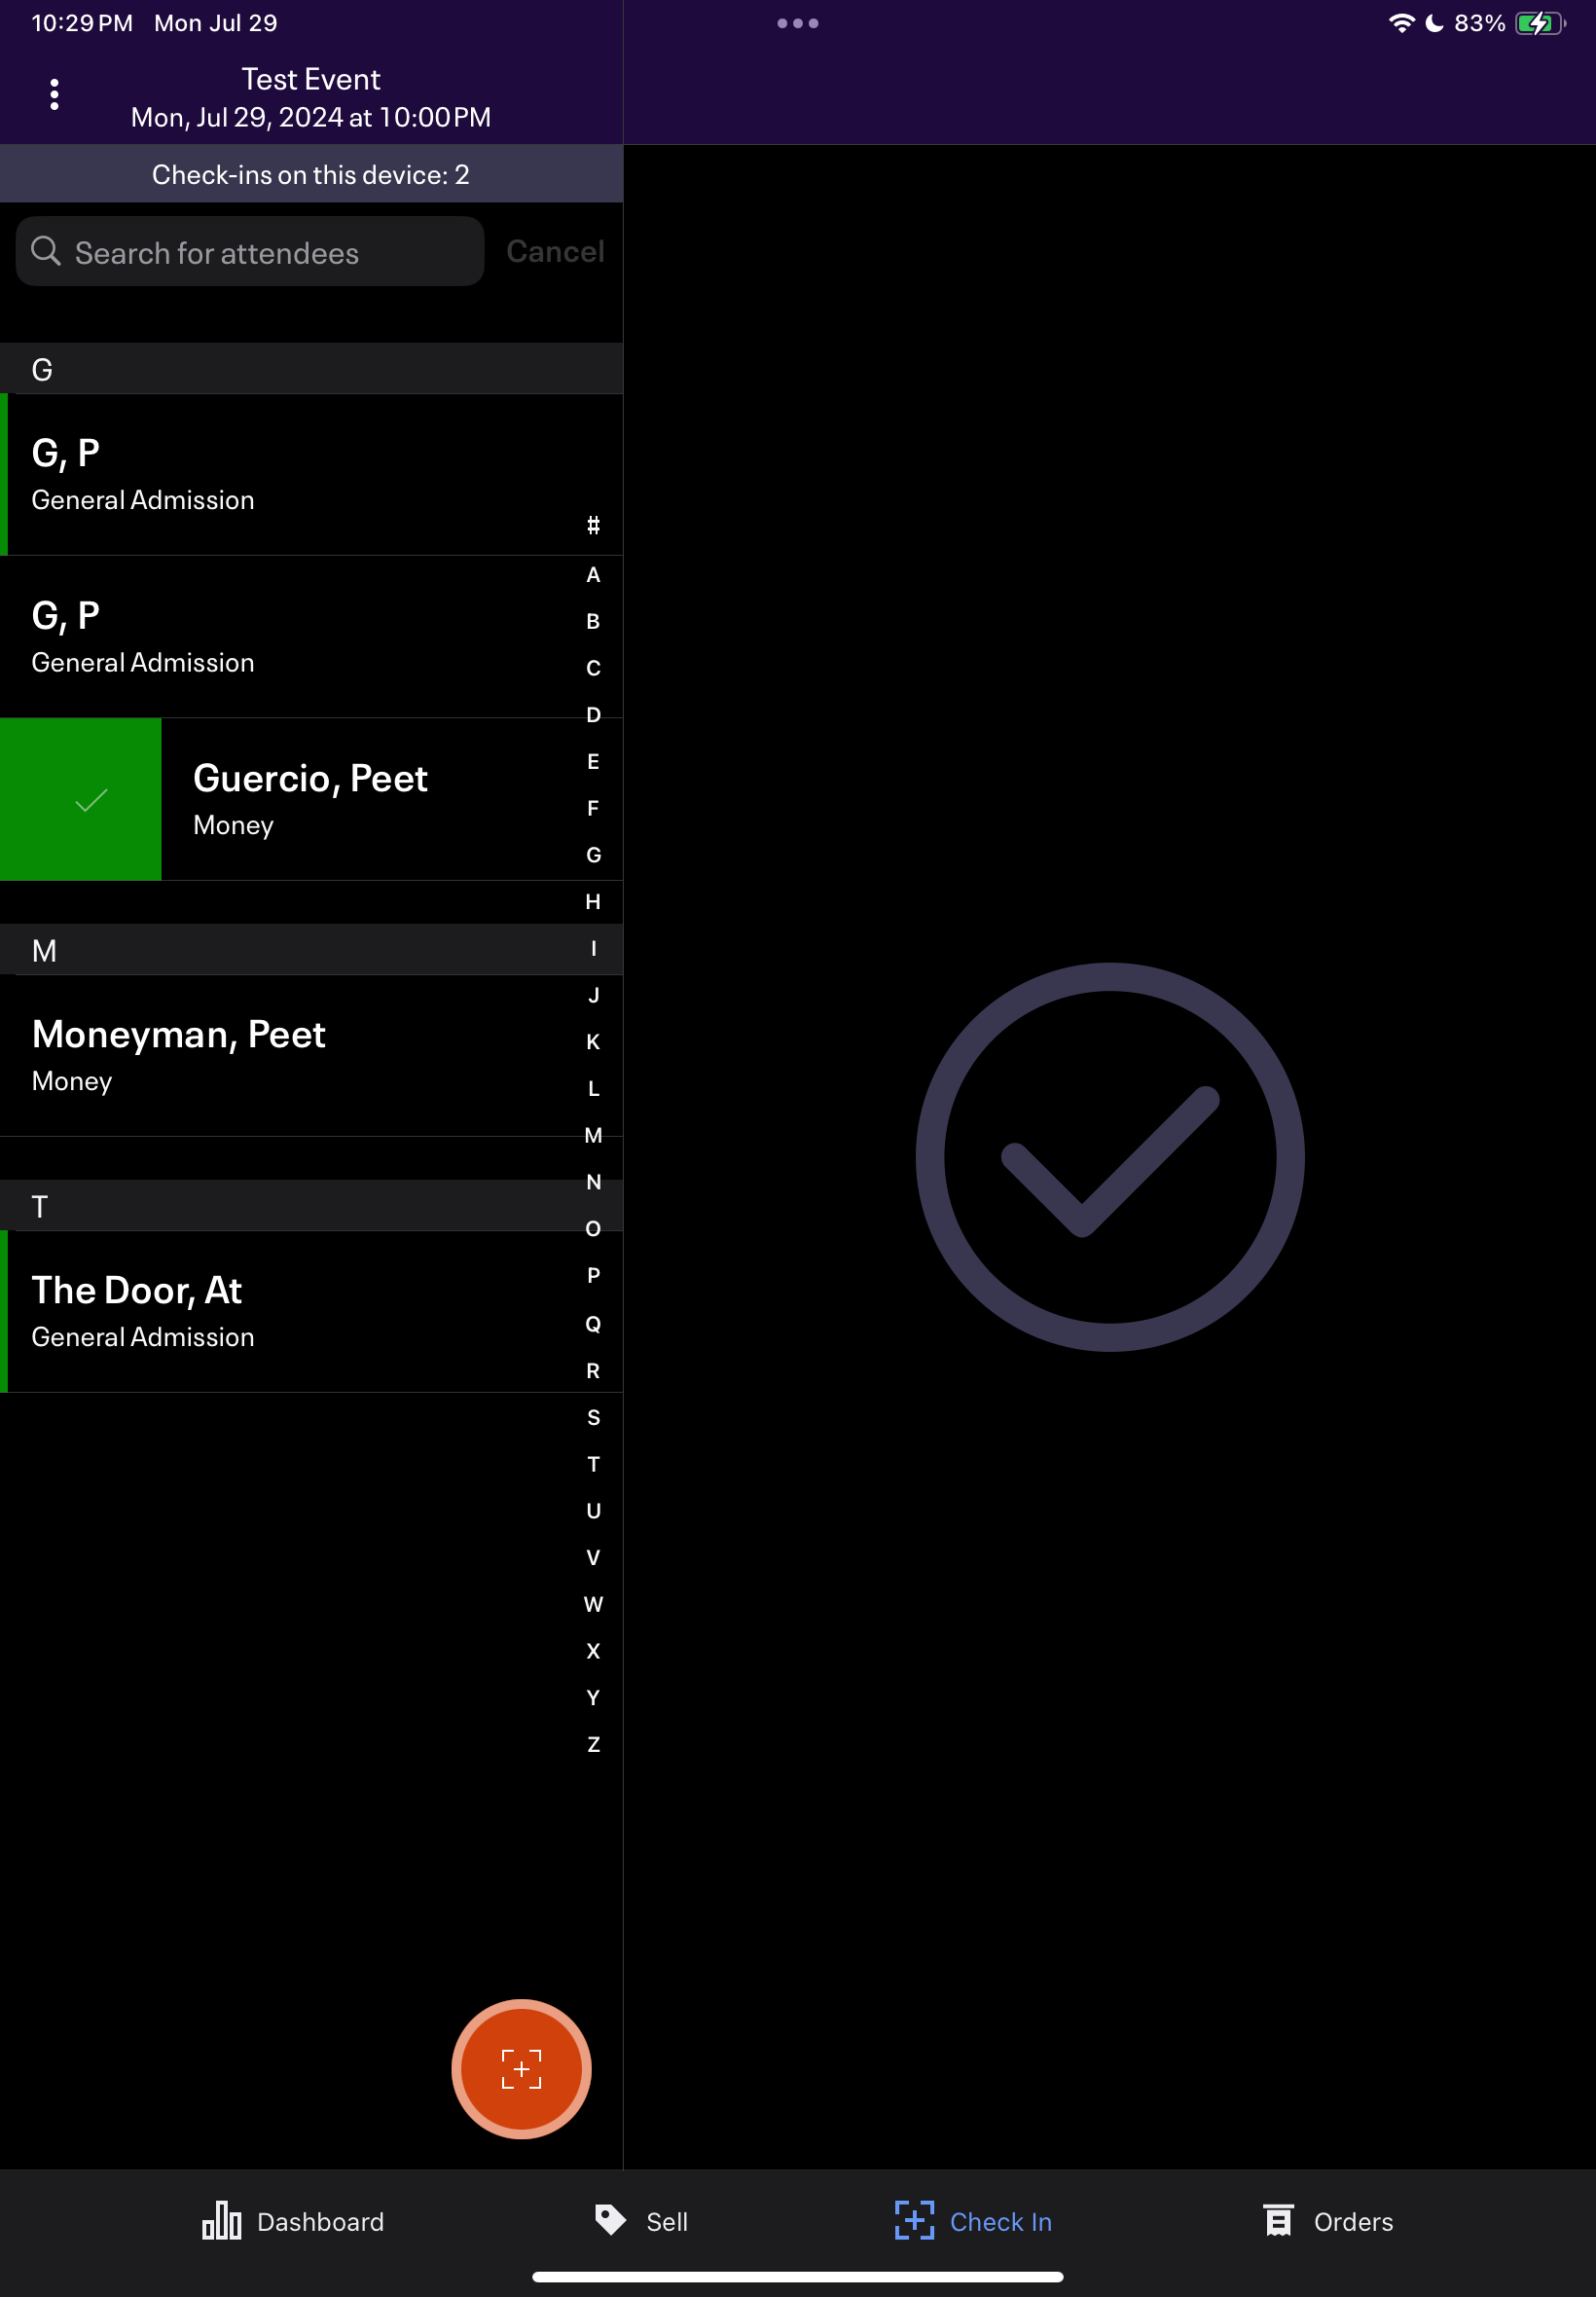 10:29 PM Mon Jul 29
83%
Test Event
Mon, Jul 29, 2024 at 10:00 PM
Check-ins on this device: 2
Search for attendees
Cancel
G
G, P
General Admission
G, P
General Admission
Guercio, Peet
Money
M
Moneyman, Peet
Money
T
The Door, At
General Admission
#
A
B
C
D
E
F
G
H
I
J
K
L
M
N
O
P
Q
R
S
T
U
V
W
X
Y
Z
Dashboard
Sell
Check In
Orders